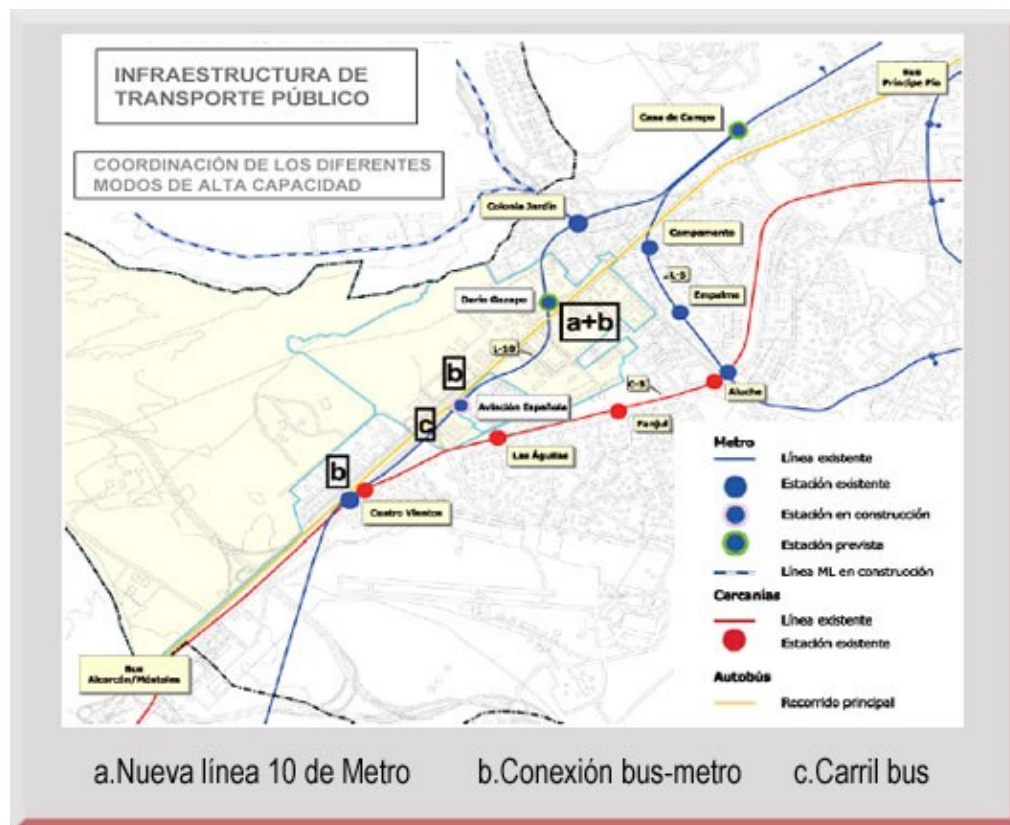 INFRAESTRUCTURA DE
TRANSPORTE PÚBLICO
COORDINACIÓN DE LOS DIFERENTES
MODOS DE ALTA CAPACIDAD
Bus
Príncipe Pío
Casa de Campo
Colonia Jardín
Campamento
L-5
Empalme
Darío Gazapo
a+b
L-10
b
Aviación Española
C-5
Aluche
c
Fanjul
Las Águilas
b
Cuatro Vientos
Bus
Alcorcón/Móstoles
Metro
Línea existente
Estación existente
Estación en construcción
Estación prevista
Línea ML en construcción
Cercanías
Línea existente
Estación existente
Autobús
Recorrido principal
a.Nueva línea 10 de Metro
b.Conexión bus-metro
c.Carril bus